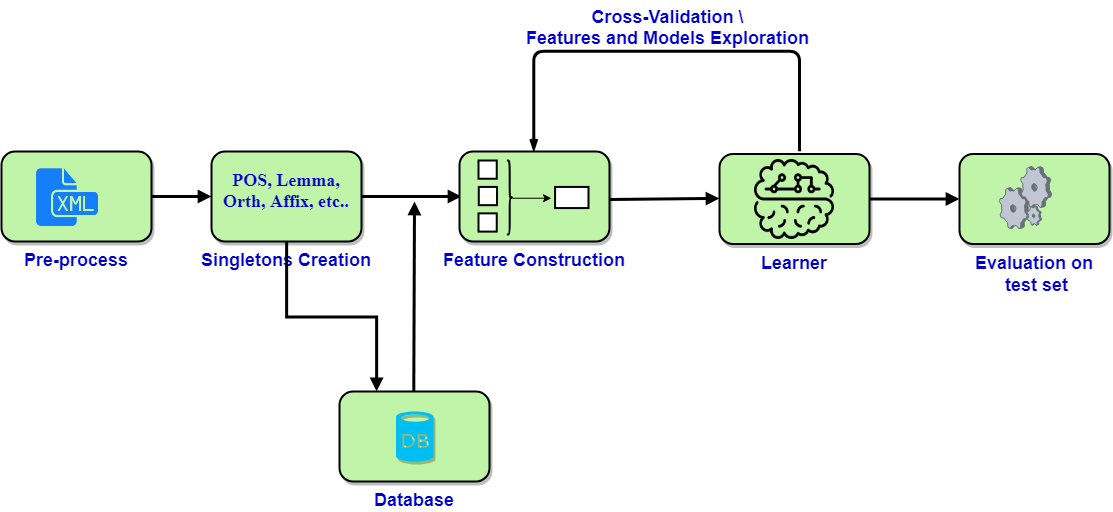 Cross-Validation \
Features and Models Exploration
XML
POS, Lemma,
Orth, Affix, etc..
Pre-process
Singletons Creation
Feature Construction
Learner
Evaluation on
test set
DB
Database